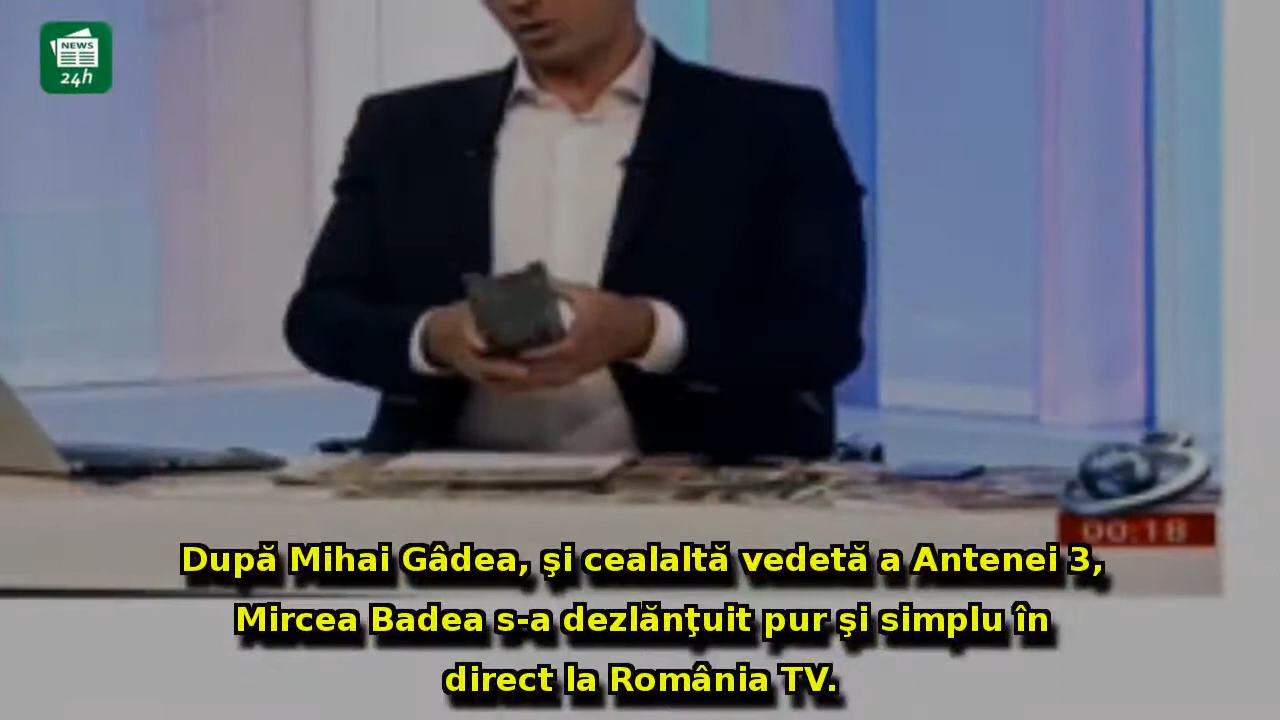 NEWS
24h
00:18
După Mihai Gâdea, şi cealaltă vedetă a Antenei 3,
Mircea Badea s-a dezlănţuit pur şi simplu în
direct la România TV.